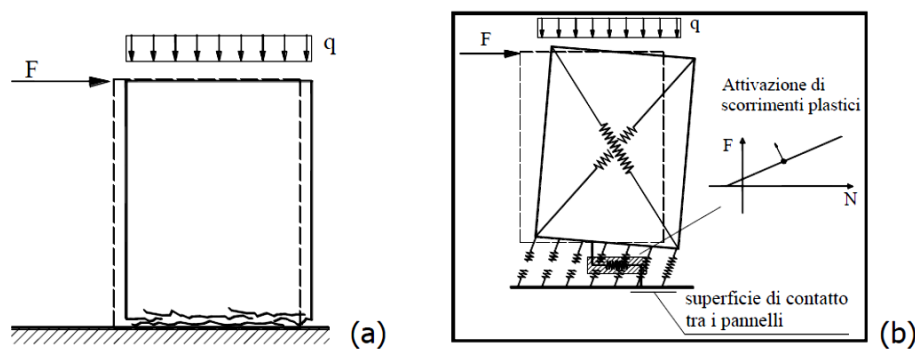 q
F
(a)
q
F
Attivazione di
scorrimenti plastici
F
N
superficie di contatto
tra i pannelli
(b)